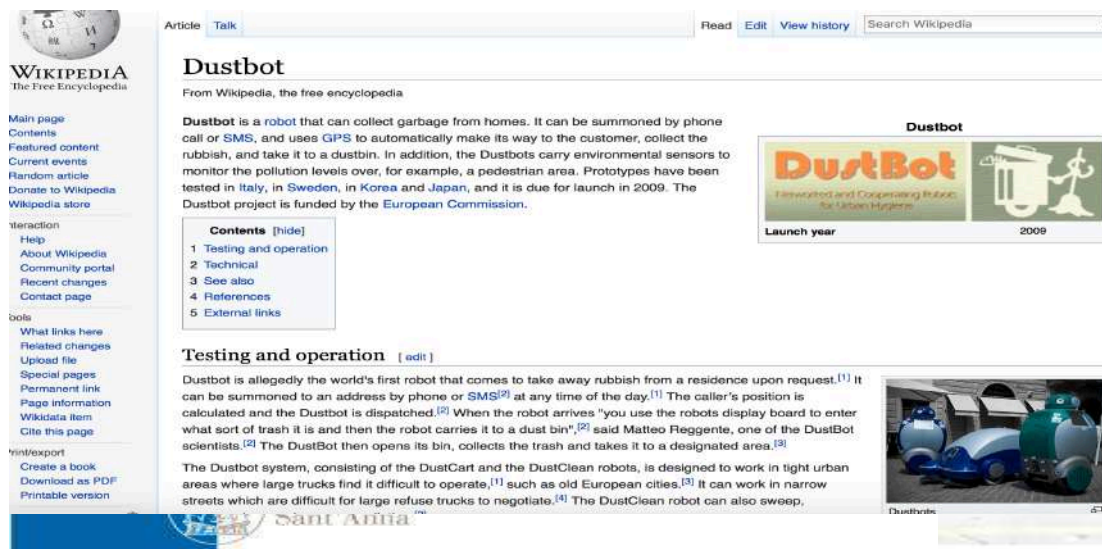 WIKIPEDIA
The Free Encyclopedia
Main page
Contents
Featured content
Current events
Random article
Donate to Wikipedia
Wikipedia store
nteraction
Help
About Wikipedia
Community portal
Recent changes
Contact page
ools
What links here
Related changes
Upload file
Special pages
Permanent link
Page information
Wikidata item
Cite this page
Print/export
Create a book
Download as PDF
Printable version
Article Talk
Read Edit View history Search Wikipedia
Dustbot
From Wikipedia, the free encyclopedia
Dustbot is a robot that can collect garbage from homes. It can be summoned by phone
call or SMS, and uses GPS to automatically make its way to the customer, collect the
rubbish, and take it to a dustbin. In addition, the Dustbots carry environmental sensors to
monitor the pollution levels over, for example, a pedestrian area. Prototypes have been
tested in Italy, in Sweden, in Korea and Japan, and it is due for launch in 2009. The
Dustbot project is funded by the European Commission.
Dustbot
DustBot
Networked and Cooperating Robots
for Urban Hygiene
Launch year 2009
Contents [hide]
1 Testing and operation
2 Technical
3 See also
4 References
5 External links
Testing and operation [ edit ]
Dustbot is allegedly the world's first robot that comes to take away rubbish from a residence upon request.[1] It
can be summoned to an address by phone or SMS[2] at any time of the day.[1] The caller's position is
calculated and the Dustbot is dispatched.[2] When the robot arrives "you use the robots display board to enter
what sort of trash it is and then the robot carries it to a dust bin",[2] said Matteo Reggente, one of the DustBot
scientists.[2] The DustBot then opens its bin, collects the trash and takes it to a designated area.[3]
The Dustbot system, consisting of the DustCart and the DustClean robots, is designed to work in tight urban
areas where large trucks find it difficult to operate,[1] such as old European cities.[3] It can work in narrow
streets which are difficult for large refuse trucks to negotiate.[4] The DustClean robot can also sweep,
Dustbots
Sant'Anna